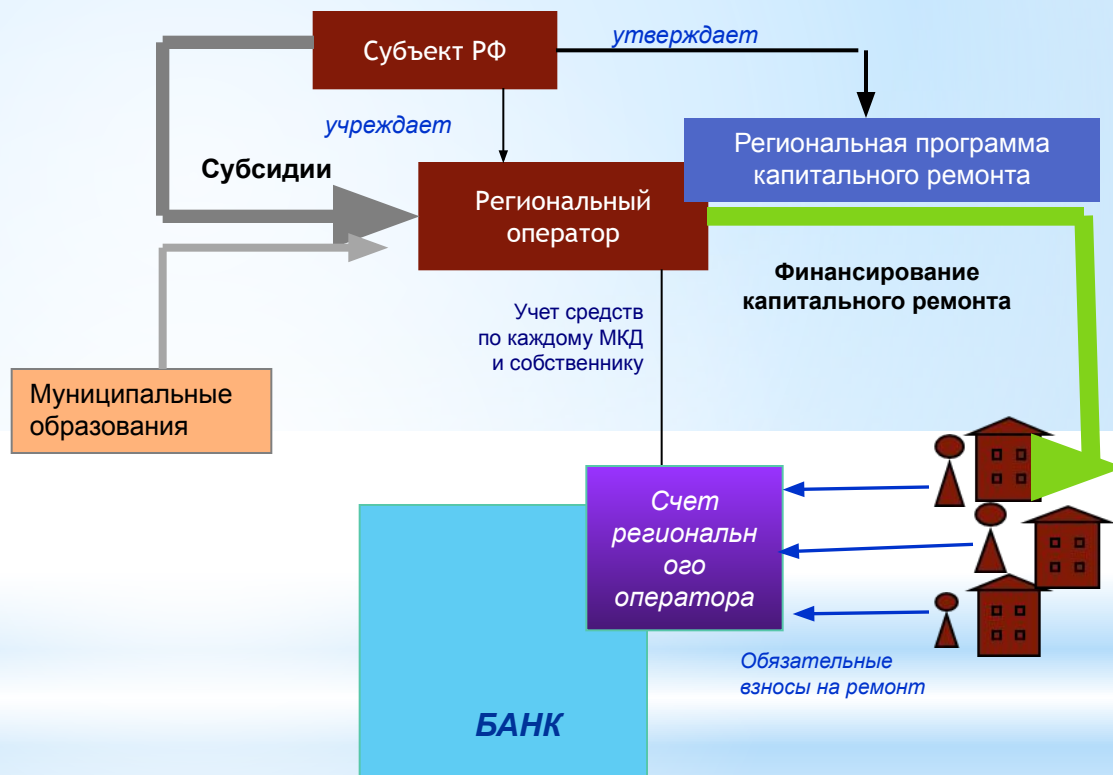 Субъект РФ
утверждает
учреждает
Субсидии
Региональная программа
капитального ремонта
Региональный
оператор
Финансирование
капитального ремонта
Учет средств
по каждому МКД
и собственнику
Муниципальные
образования
Счет
региональн
ого
оператора
Обязательные
взносы на ремонт
БАНК